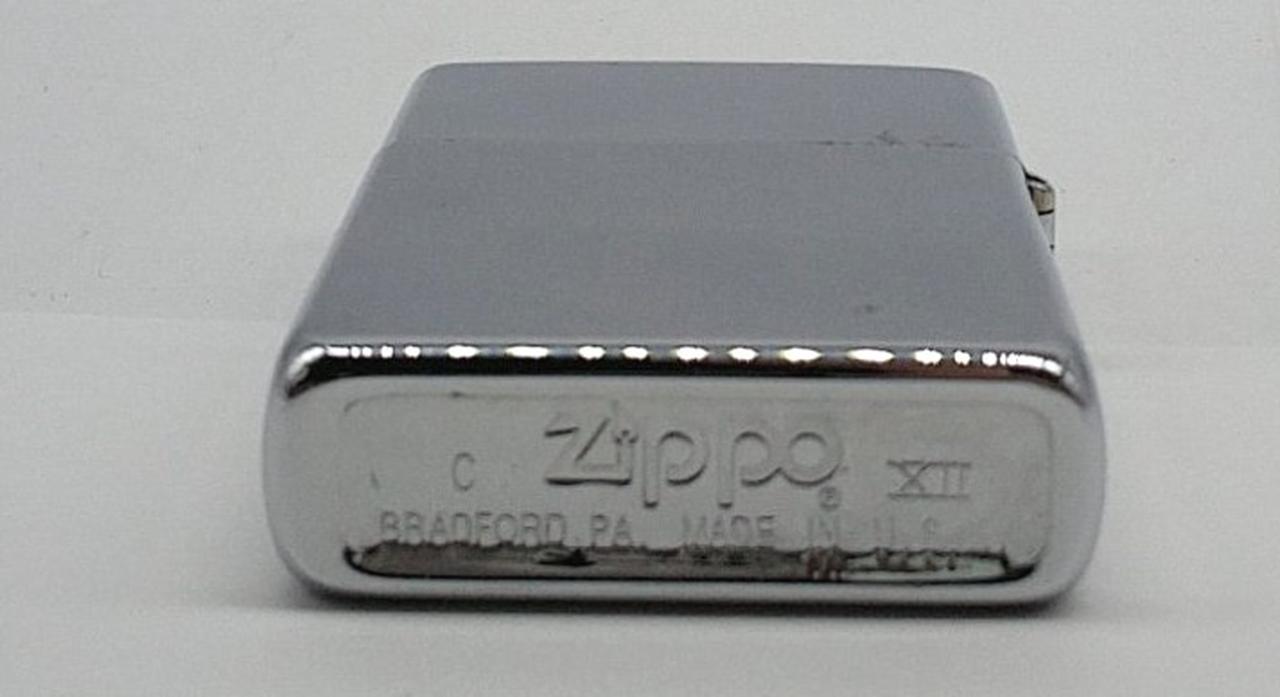 C Zippo® XII
BRADFORD, PA. MADE IN U.S.